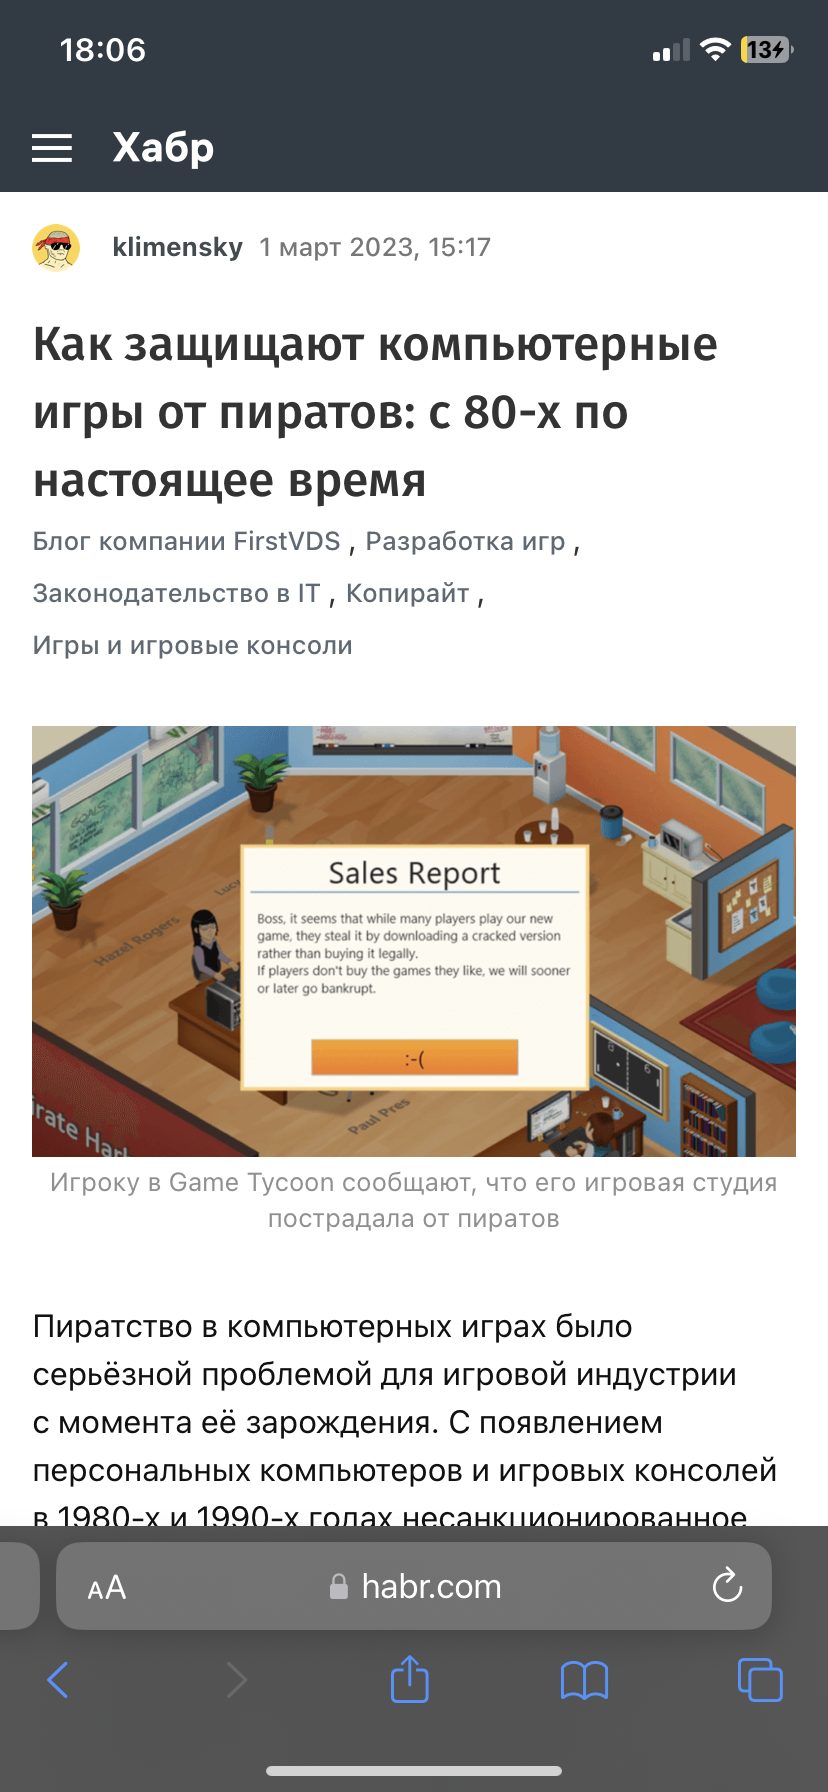 18:06
13
Хабр
klimensky 1 март 2023, 15:17
Как защищают компьютерные
игры от пиратов: с 80-х по
настоящее время
Блог компании FirstVDS , Разработка игр ,
Законодательство в IT , Копирайт ,
Игры и игровые консоли
GOALS
Lucy
Hazel Rogers
Sales Report
Boss, it seems that while many players play our new
game, they steal it by downloading a cracked version
rather than buying it legally.
If players don't buy the games they like, we will sooner
or later go bankrupt.
:-(
6
Paul Pres
irate Har
Игроку в Game Tycoon сообщают, что его игровая студия
пострадала от пиратов
Пиратство в компьютерных играх было
серьёзной проблемой для игровой индустрии
с момента её зарождения. С появлением
персональных компьютеров и игровых консолей
в 1980-х и 1990-х годах несанкционированное
AA habr.com